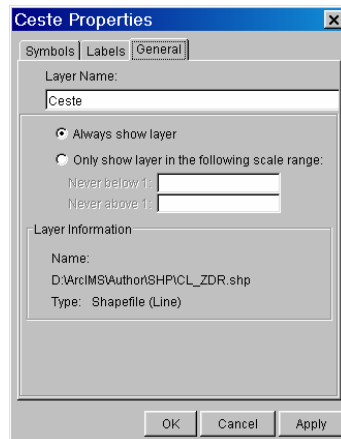 Ceste Properties
Symbols Labels General
Layer Name:
Ceste
Always show layer
Only show layer in the following scale range:
Never below 1:
Never above 1:
Layer Information
Name:
D:\ArcIMS\Author\SHP\CL_ZDR.shp
Type: Shapefile (Line)
OK Cancel Apply